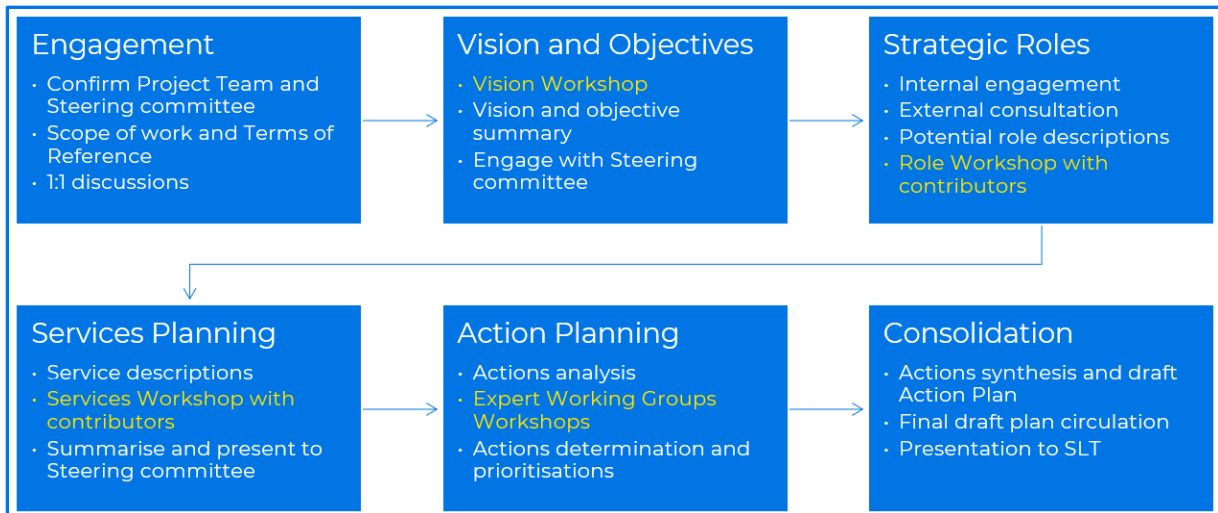 Engagement
· Confirm Project Team and
Steering committee
· Scope of work and Terms of
Reference
· 1:1 discussions
Vision and Objectives
· Vision Workshop
· Vision and objective
summary
· Engage with Steering
committee
Strategic Roles
· Internal engagement
· External consultation
· Potential role descriptions
· Role Workshop with
contributors
Services Planning
· Service descriptions
· Services Workshop with
contributors
· Summarise and present to
Steering committee
Action Planning
· Actions analysis
· Expert Working Groups
Workshops
· Actions determination and
prioritisations
Consolidation
· Actions synthesis and draft
Action Plan
· Final draft plan circulation
· Presentation to SLT